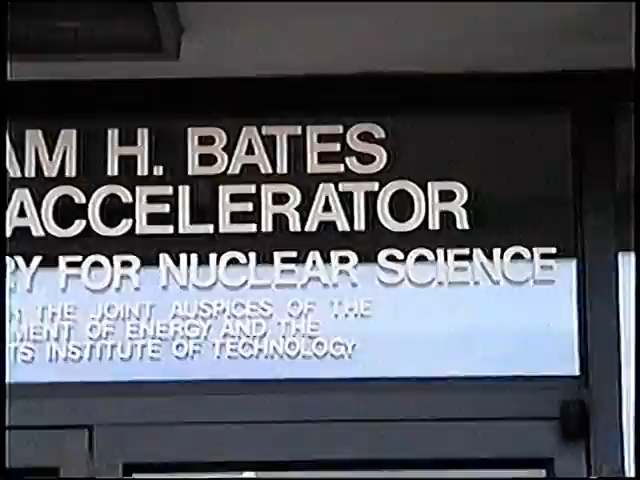 AM H. BATES
ACCELERATOR
RY FOR NUCLEAR SCIENCE
H THE JOINT AUSPICES OF THE
MENT OF ENERGY AND THE
TS INSTITUTE OF TECHNOLOGY